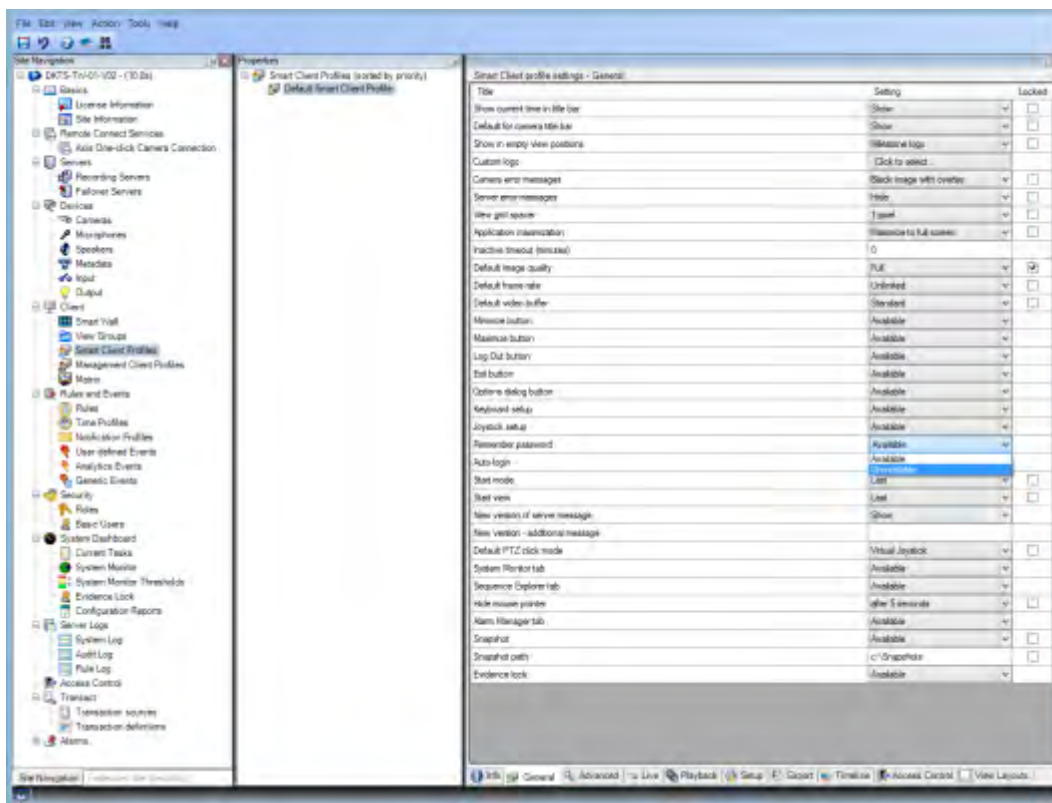 File Edit View Action Tools Help
Site Navigation
DKTS-TW-01-V02 - (10.0a)
Basics
License Information
Site Information
Remote Connect Services
Axis One-click Camera Connection
Servers
Recording Servers
Failover Servers
Devices
Cameras
Microphones
Speakers
Metadata
Input
Output
Client
Smart Wall
View Groups
Smart Client Profiles
Management Client Profiles
Matrix
Rules and Events
Rules
Time Profiles
Notification Profiles
User-defined Events
Analytics Events
Generic Events
Security
Roles
Basic Users
System Dashboard
Current Tasks
System Monitor
System Monitor Thresholds
Evidence Lock
Configuration Reports
Server Logs
System Log
Audit Log
Rule Log
Access Control
Transact
Transaction sources
Transaction definitions
Alarms
Site Navigation
Properties
Smart Client Profiles (sorted by priority)
Default Smart Client Profile
Smart Client profile settings - General
Title Setting Locked
Show current time in title bar Show
Default for camera title bar Show
Show in empty view positions Milestone logo
Custom logo Click to select...
Camera error messages Black image with overlay
Server error messages Hide
View grid spacer 1 pixel
Application maximization Maximize to full screen
Inactive timeout (minutes) 0
Default image quality Full
Default frame rate Unlimited
Default video buffer Standard
Minimize button Available
Maximize button Available
Log Out button Available
Exit button Available
Options dialog button Available
Keyboard setup Available
Joystick setup Available
Remember password Available
Auto-login Available
Unavailable
Start mode Last
Start view Last
New version of server message Show
New version - additional message
Default PTZ click mode Virtual Joystick
System Monitor tab Available
Sequence Explorer tab Available
Hide mouse pointer after 5 seconds
Alarm Manager tab Available
Snapshot Available
Snapshot path c:\Snapshots
Evidence lock Available
Info General Advanced Live Playback Setup Export Timeline Access Control View Layouts